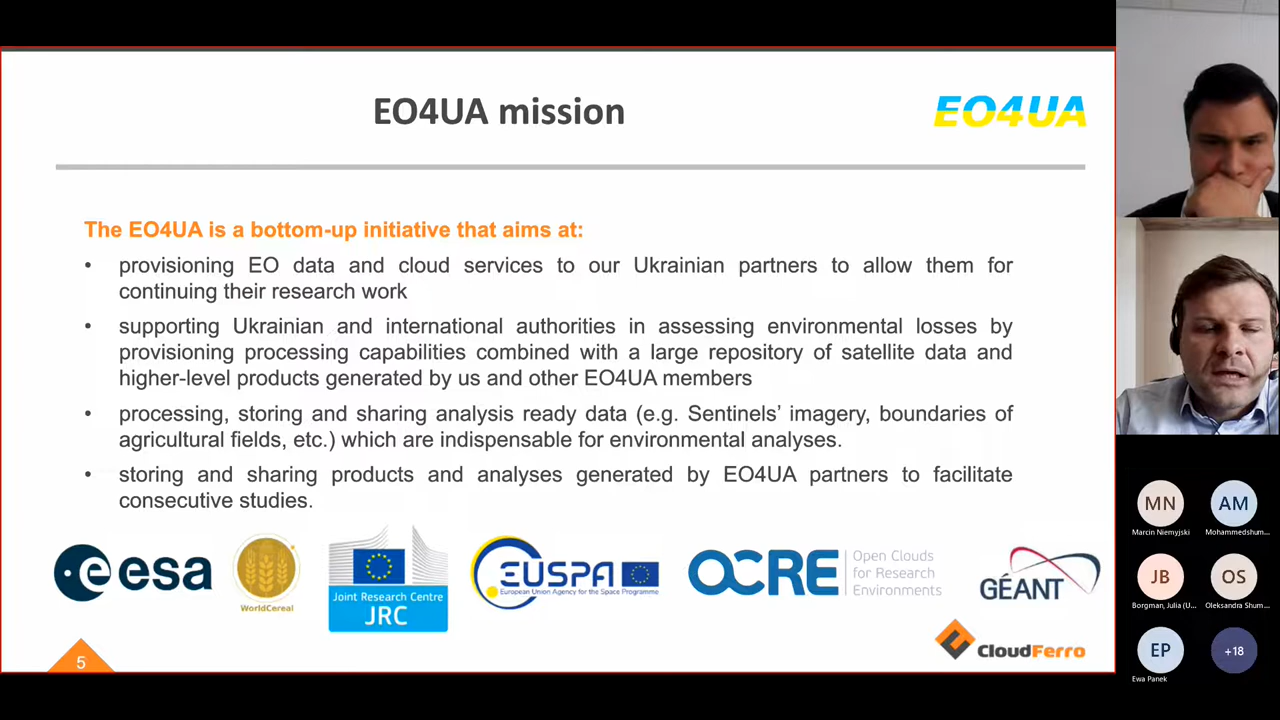 EO4UA mission
EO4UA
The EO4UA is a bottom-up initiative that aims at:
• provisioning EO data and cloud services to our Ukrainian partners to allow them for
continuing their research work
• supporting Ukrainian and international authorities in assessing environmental losses by
provisioning processing capabilities combined with a large repository of satellite data and
higher-level products generated by us and other EO4UA members
• processing, storing and sharing analysis ready data (e.g. Sentinels' imagery, boundaries of
agricultural fields, etc.) which are indispensable for environmental analyses.
• storing and sharing products and analyses generated by EO4UA partners to facilitate
consecutive studies.
esa
WorldCereal
Joint Research Centre
JRC
EUSPA
European Union Agency for the Space Programme
OCRE
Open Clouds
for Research
Environments
GÉANT
CloudFerro
5
MN
Marcin Niemyjski
AM
Mohammedshum...
JB
Borgman, Julia (U...
OS
Oleksandra Shum...
EP
Ewa Panek
+18